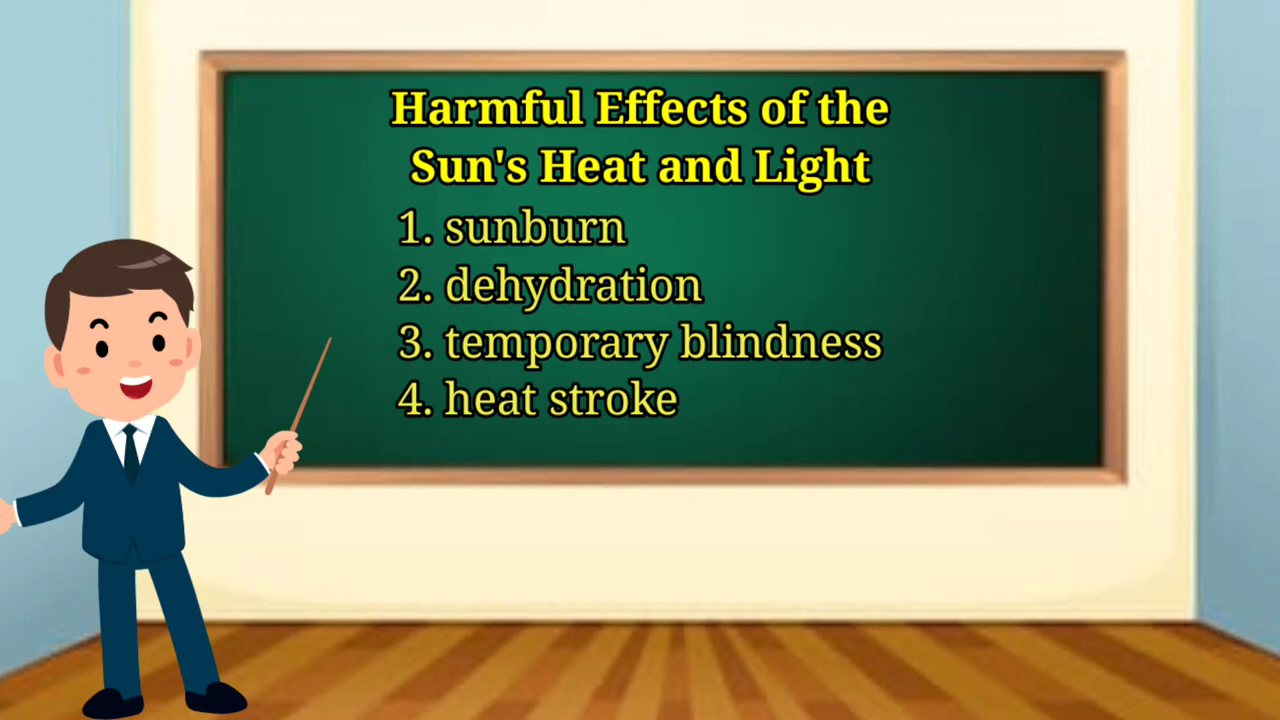 Harmful Effects of the
Sun's Heat and Light
1. sunburn
2. dehydration
3. temporary blindness
4. heat stroke